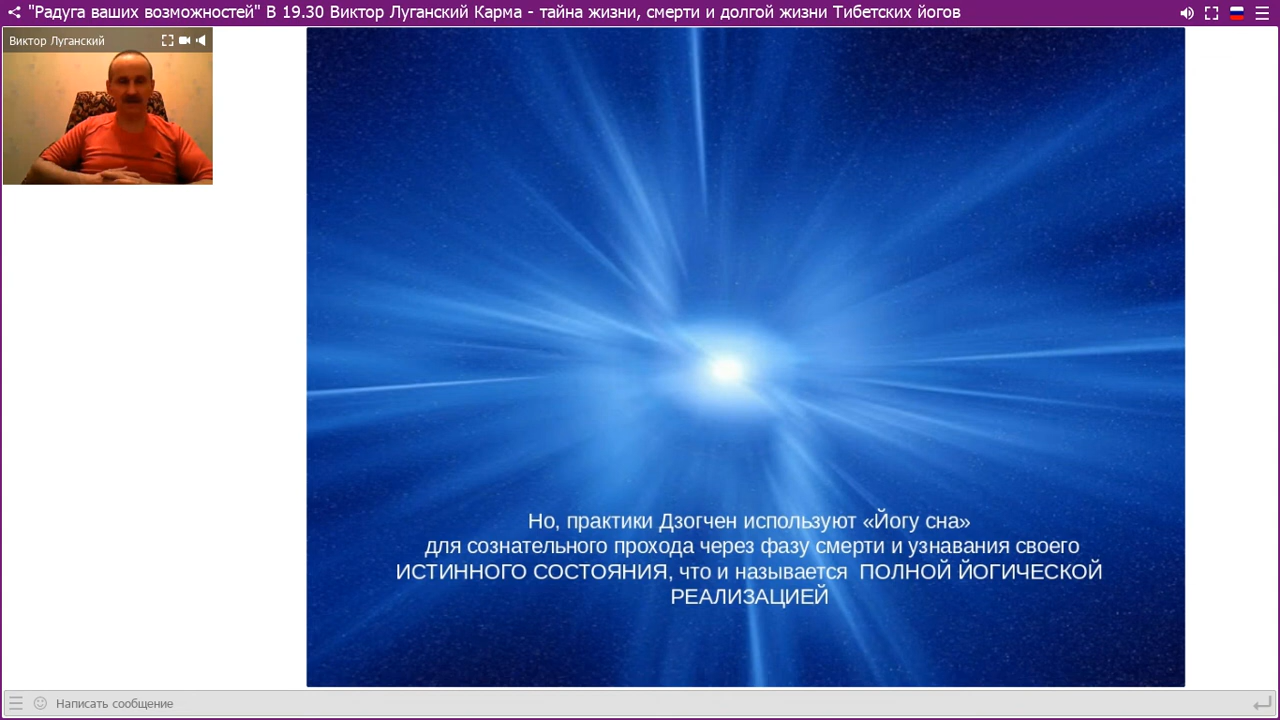 "Радуга ваших возможностей" В 19.30 Виктор Луганский Карма - тайна жизни, смерти и долгой жизни Тибетских йогов
Виктор Луганский
Но, практики Дзогчен используют «Йогу сна»
для сознательного прохода через фазу смерти и узнавания своего
ИСТИННОГО СОСТОЯНИЯ, что и называется ПОЛНОЙ ЙОГИЧЕСКОЙ
РЕАЛИЗАЦИЕЙ
Написать сообщение